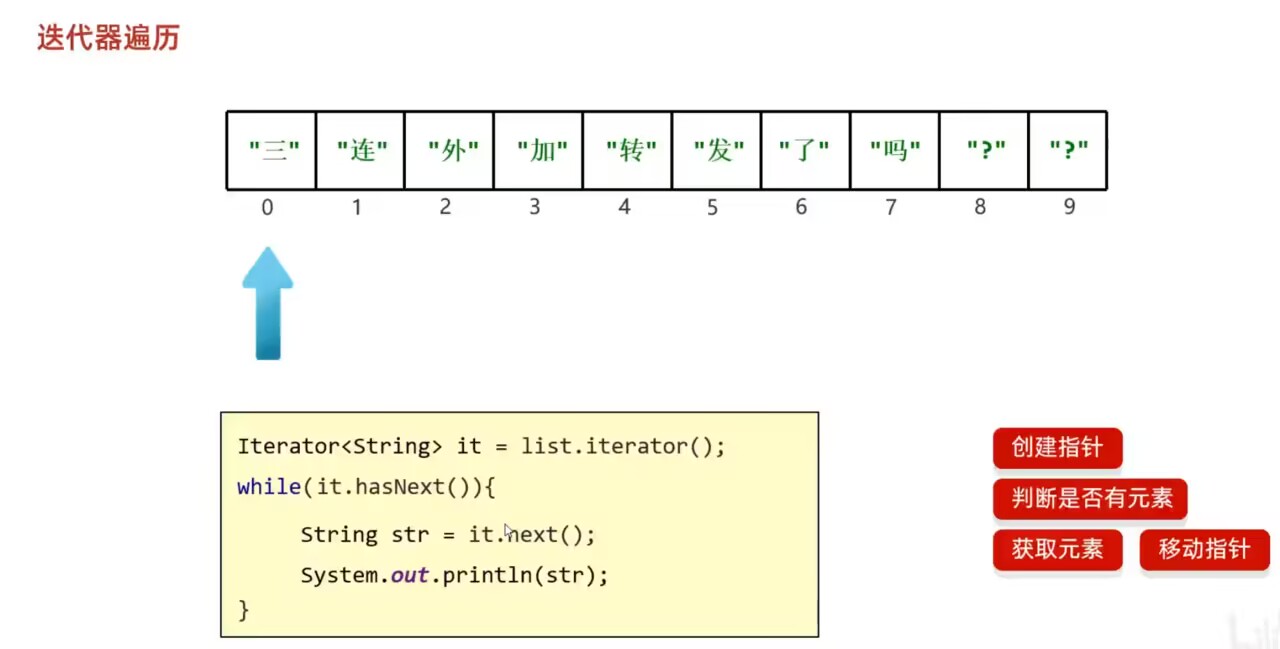 迭代器遍历
"三" "连" "外" "加" "转" "发" "了" "吗" "?" "?"
0 1 2 3 4 5 6 7 8 9
Iterator<String> it = list.iterator();
while(it.hasNext()){
String str = it.next();
System.out.println(str);
}
创建指针
判断是否有元素
获取元素 移动指针